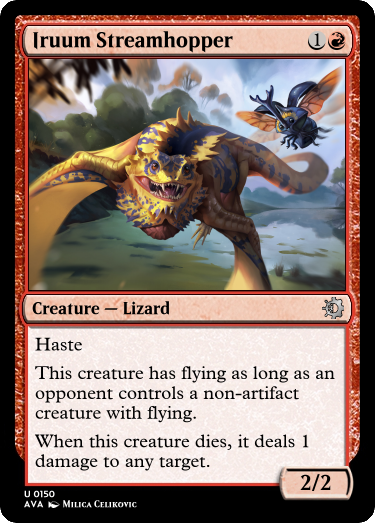 Iruum Streamhopper 1
Creature — Lizard
Haste
This creature has flying as long as an
opponent controls a non-artifact
creature with flying.
When this creature dies, it deals 1
damage to any target.
2/2
U 0150
AVA Milica Celikovic